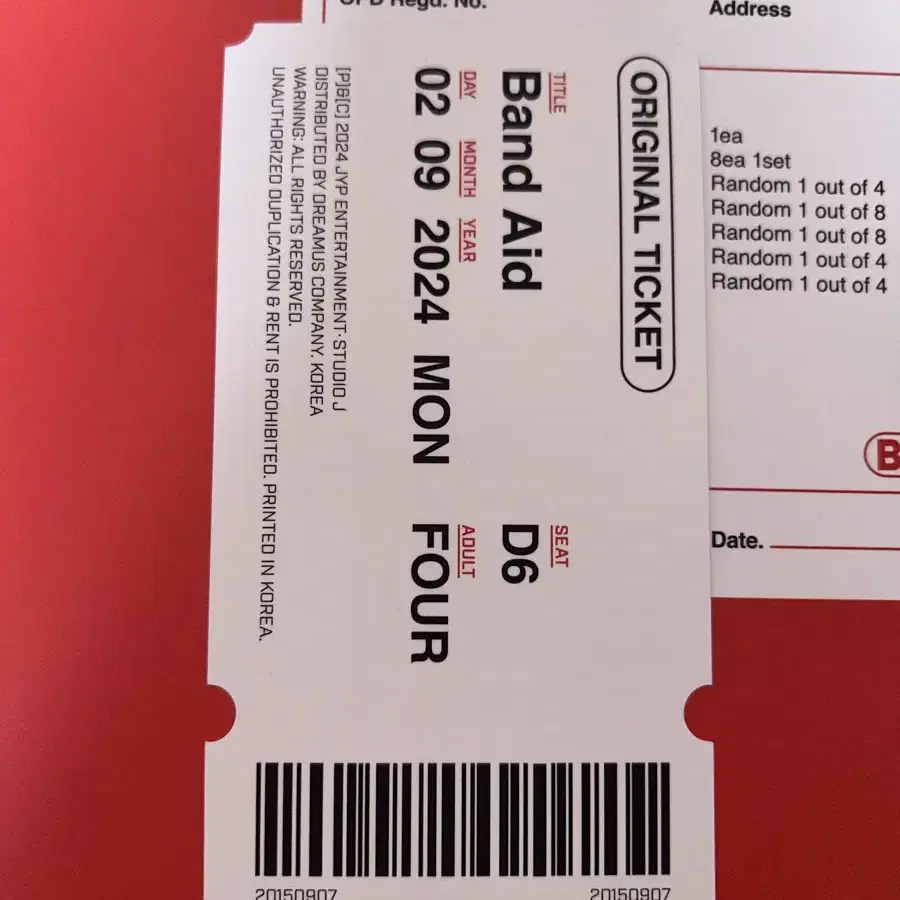 ORIGINAL TICKET
TITLE
Band Aid
SEAT
D6
DAY MONTH YEAR
02 09 2024 MON
ADULT
FOUR
[P]&[C] 2024 JYP ENTERTAINMENT·STUDIO J
DISTRIBUTED BY DREAMUS COMPANY. KOREA
WARNING: ALL RIGHTS RESERVED.
UNAUTHORIZED DUPLICATION & RENT IS PROHIBITED. PRINTED IN KOREA.
20150907 20150907
Regd. No.
Address
1ea
8ea 1set
Random 1 out of 4
Random 1 out of 8
Random 1 out of 8
Random 1 out of 4
Random 1 out of 4
B
Date.